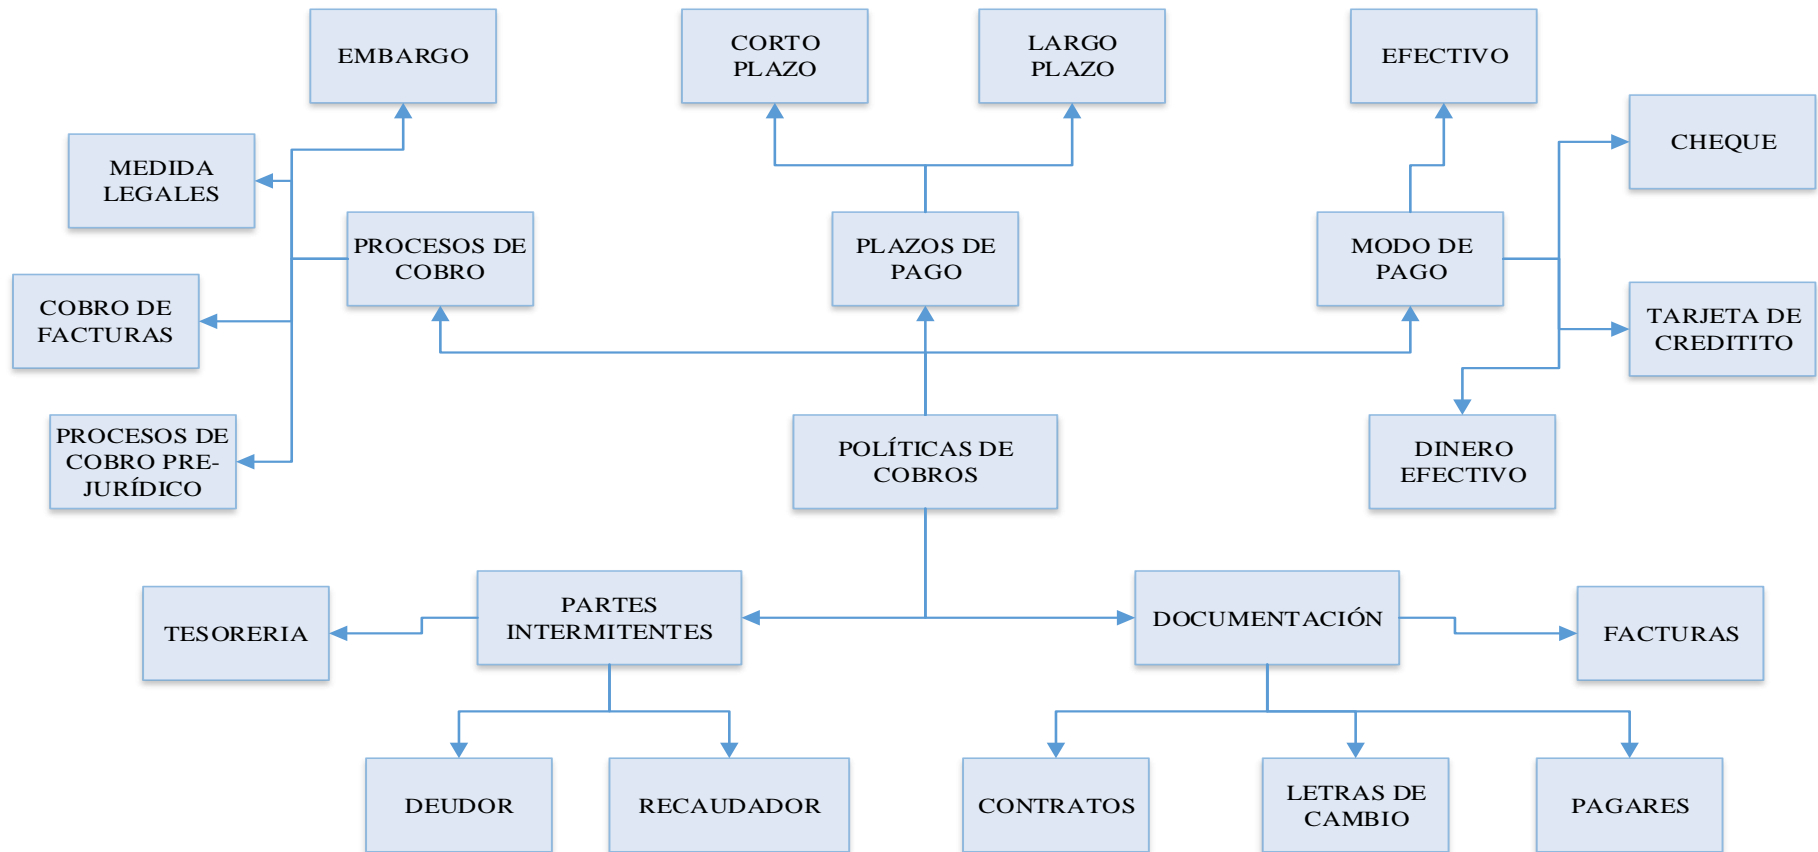 EMBARGO
CORTO
PLAZO
LARGO
PLAZO
EFECTIVO
CHEQUE
MEDIDA
LEGALES
PROCESOS DE
COBRO
PLAZOS DE
PAGO
MODO DE
PAGO
COBRO DE
FACTURAS
TARJETA DE
CREDITITO
PROCESOS DE
COBRO PRE-
JURÍDICO
POLÍTICAS DE
COBROS
DINERO
EFECTIVO
TESORERIA
PARTES
INTERMITENTES
DOCUMENTACIÓN
FACTURAS
DEUDOR
RECAUDADOR
CONTRATOS
LETRAS DE
CAMBIO
PAGARES